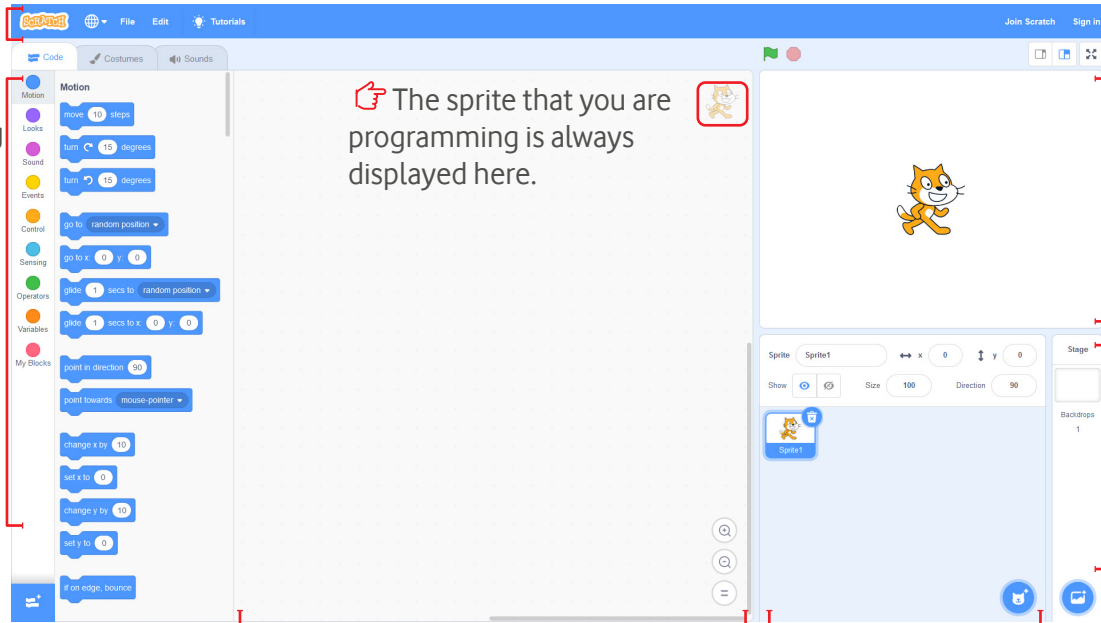 SCRATCH File Edit Tutorials Join Scratch Sign in
Code Costumes Sounds
Motion
Looks
Sound
Events
Control
Sensing
Operators
Variables
My Blocks
Motion
move 10 steps
turn 15 degrees
turn 15 degrees
go to random position
go to x: 0 y: 0
glide 1 secs to random position
glide 1 secs to x: 0 y: 0
point in direction 90
point towards mouse-pointer
change x by 10
set x to 0
change y by 10
set y to 0
if on edge, bounce
The sprite that you are
programming is always
displayed here.
Sprite Sprite1 x 0 y 0
Show Size 100 Direction 90
Sprite1
Stage
Backdrops
1